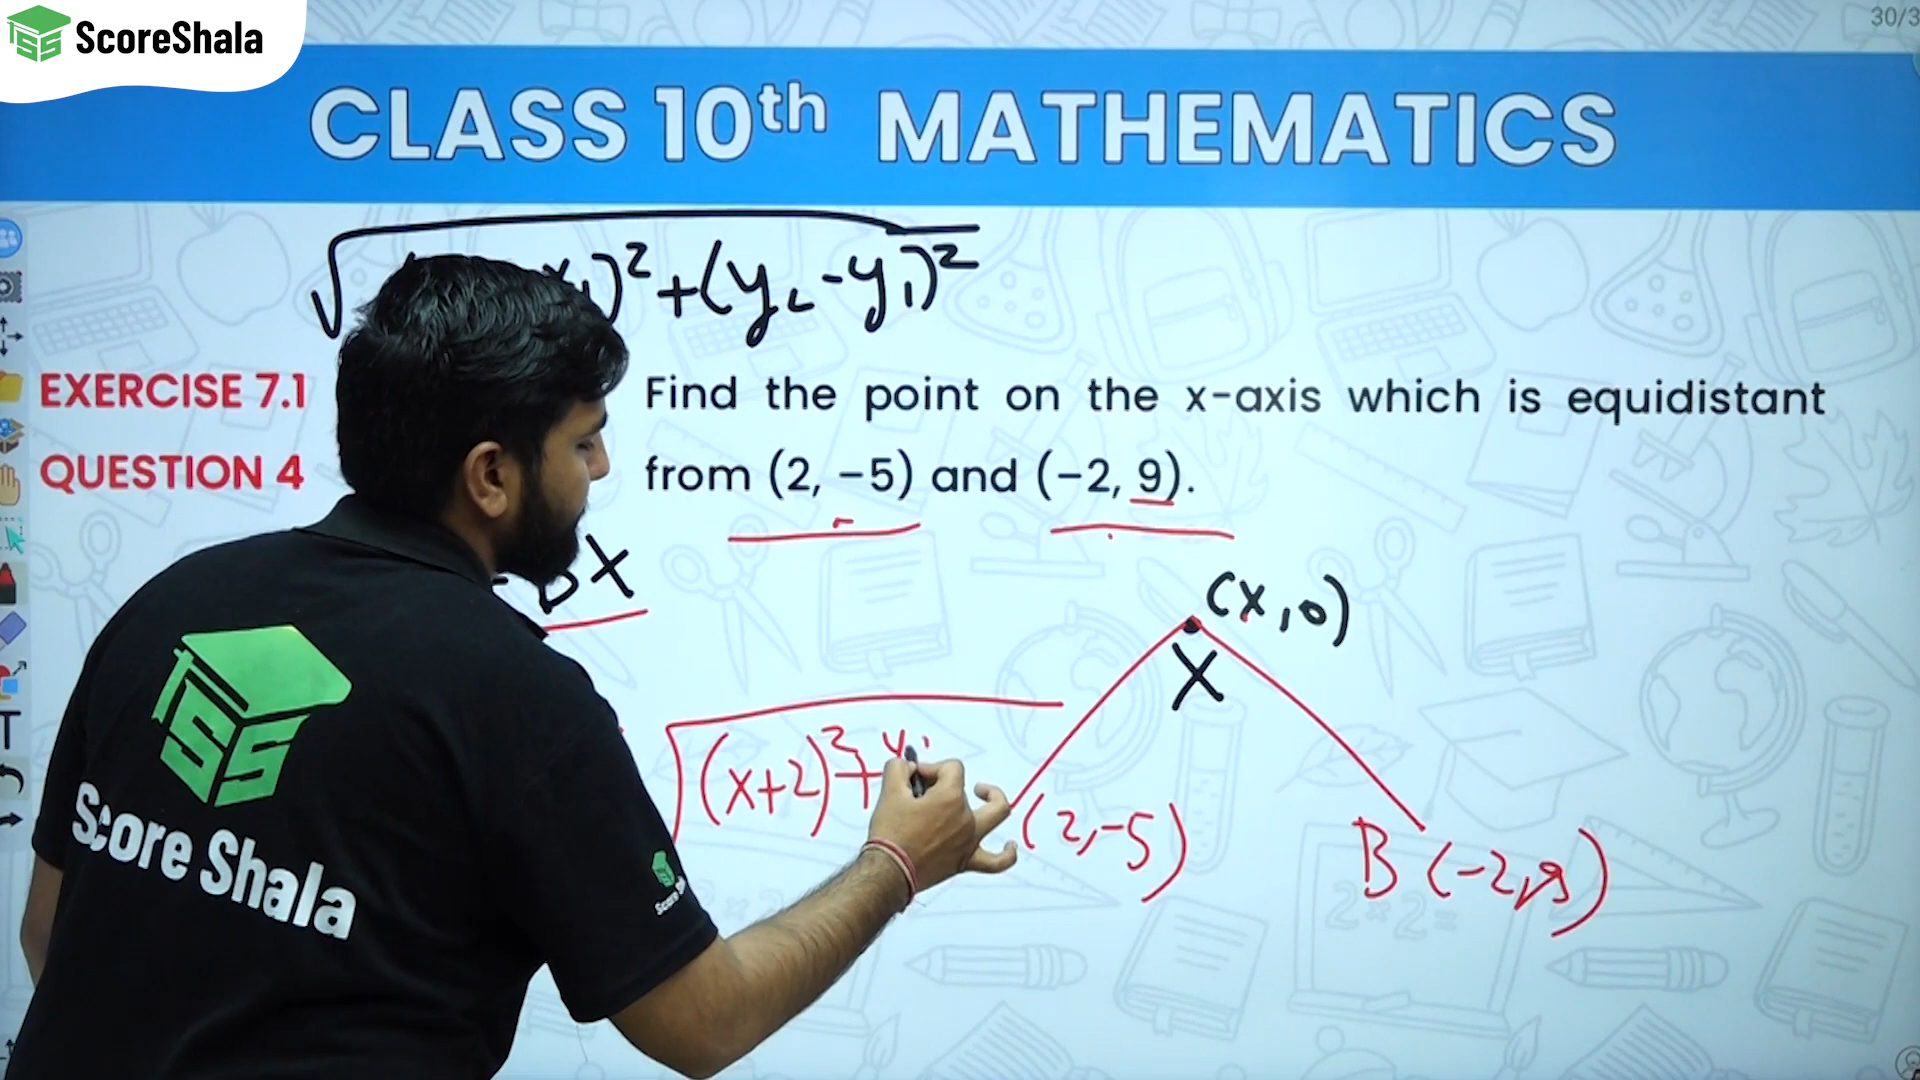 ScoreShala
30/3
CLASS 10th MATHEMATICS
)² + (y₂ - y₁)²
EXERCISE 7.1
QUESTION 4
Find the point on the x-axis which is equidistant
from (2, -5) and (-2, 9).
X
(x, 0)
X
(x+2)² +
(2, -5)
B (-2, 9)
Score Shala